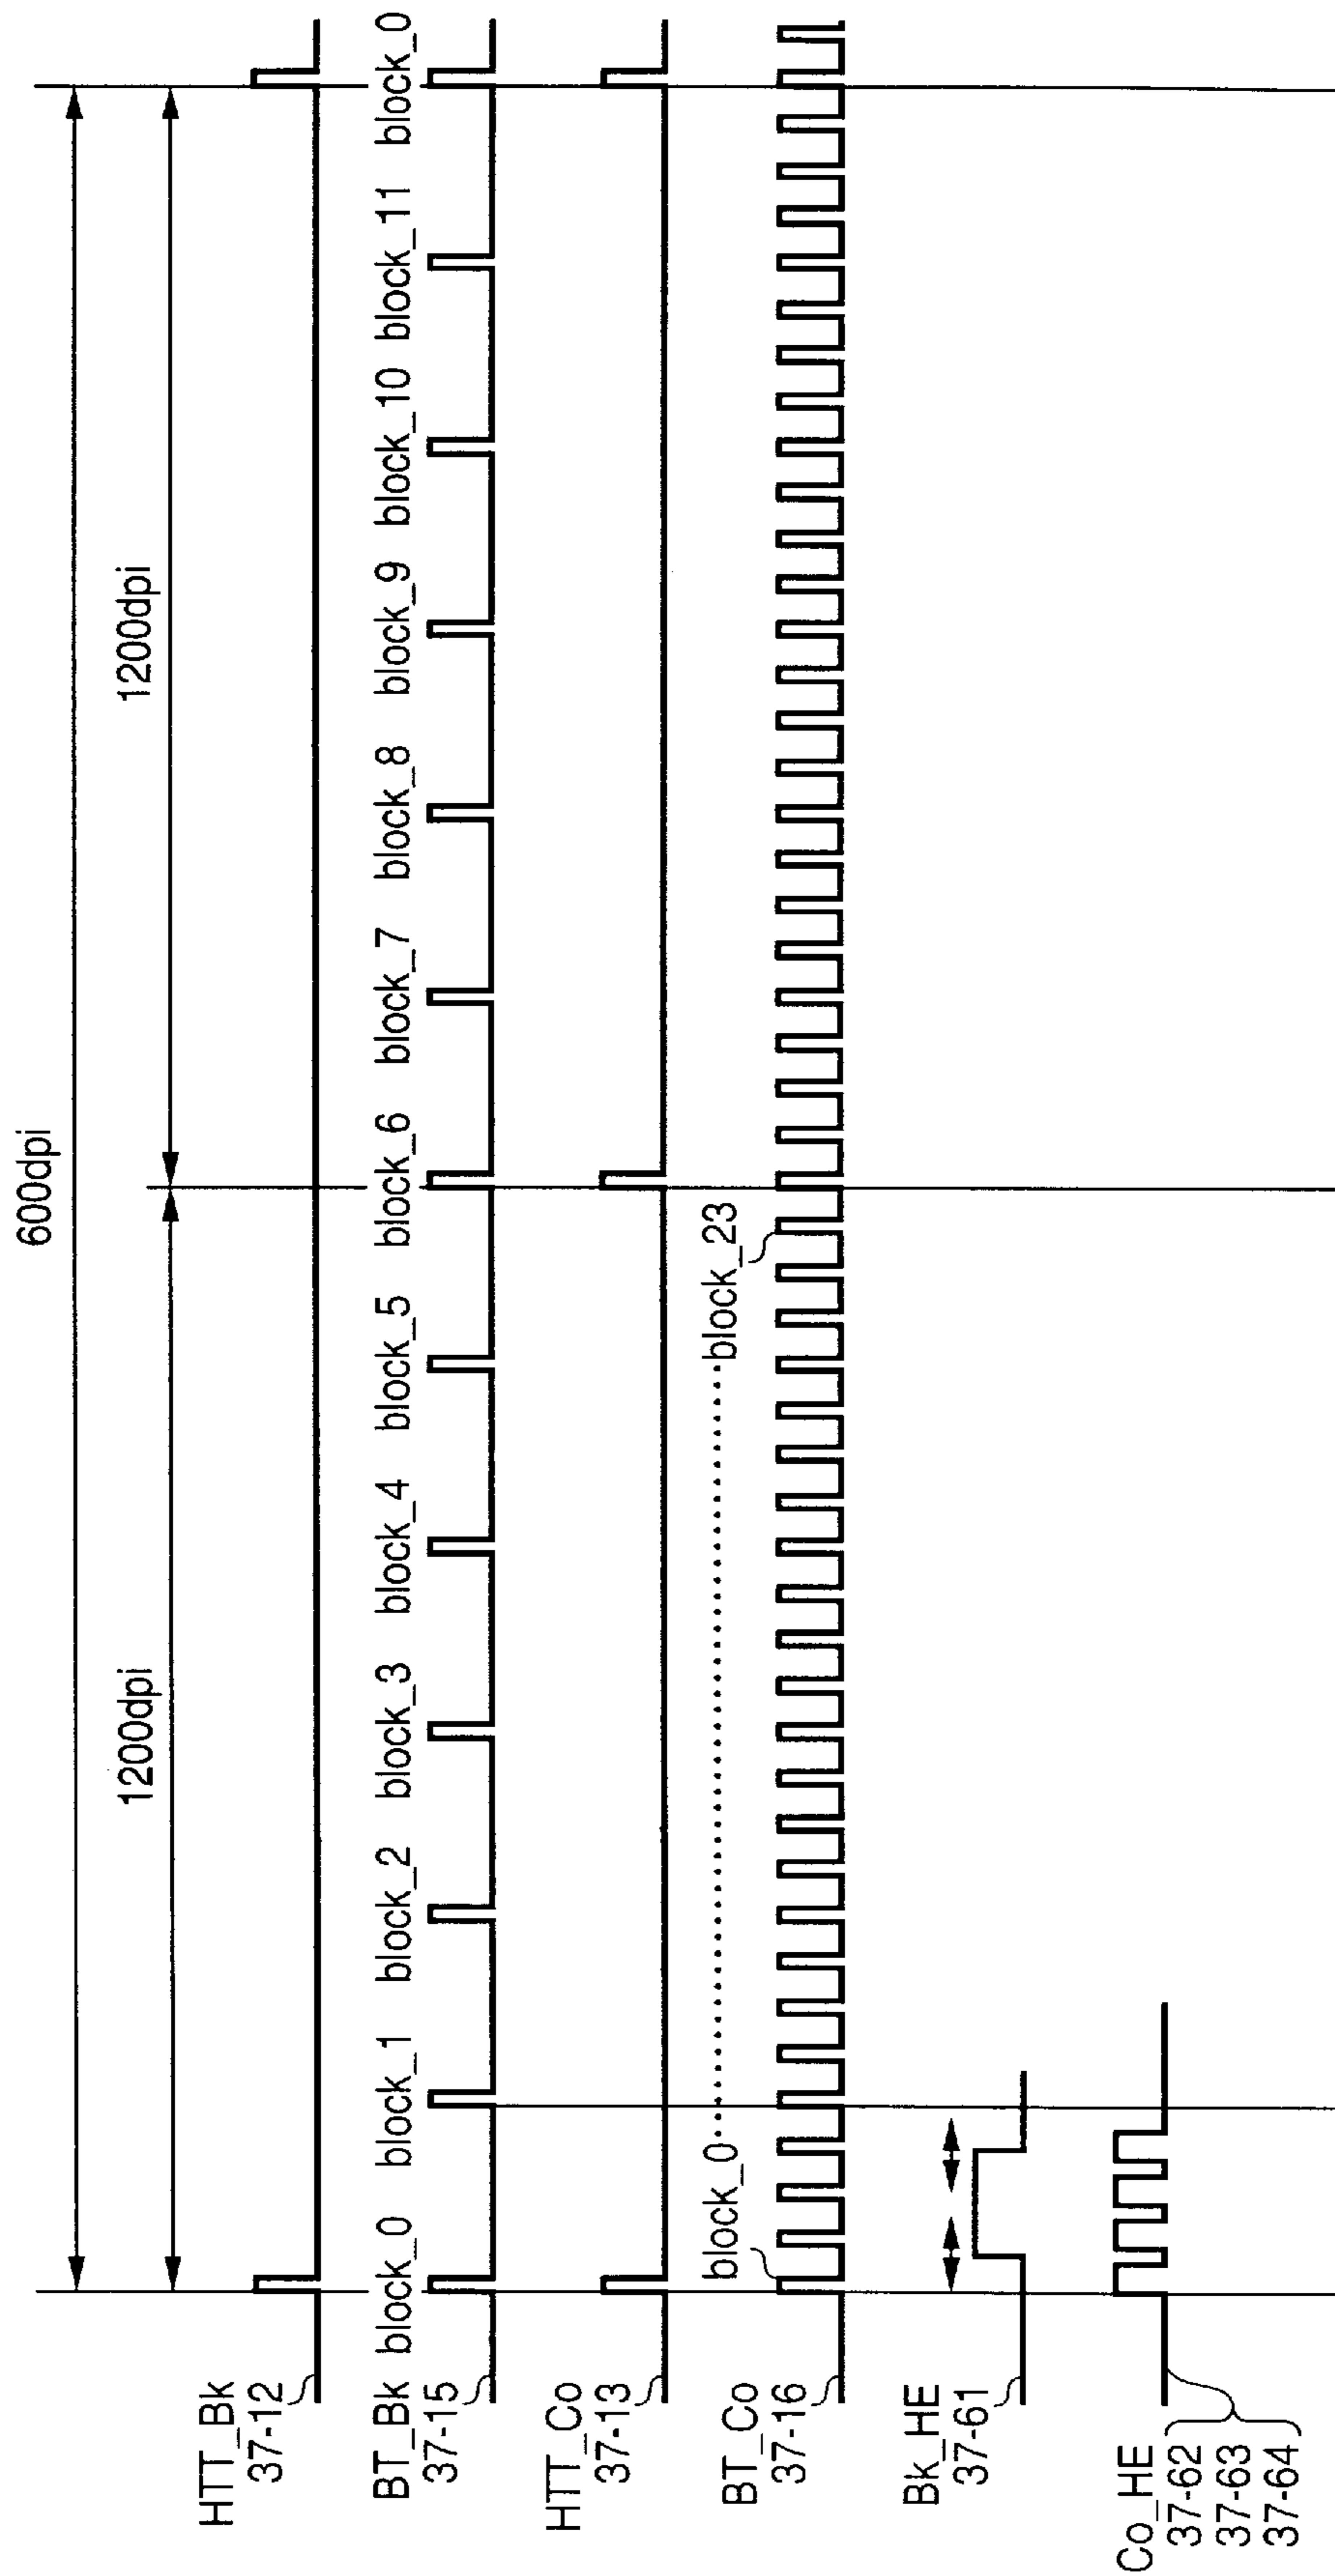 600dpi
1200dpi 1200dpi
HTT_Bk
37-12
BT_Bk
37-15
block_0 block_1 block_2 block_3 block_4 block_5 block_6 block_7 block_8 block_9 block_10 block_11 block_0
HTT_Co
37-13
BT_Co
37-16
block_0 block_23
Bk_HE
37-61
Co_HE
37-62
37-63
37-64